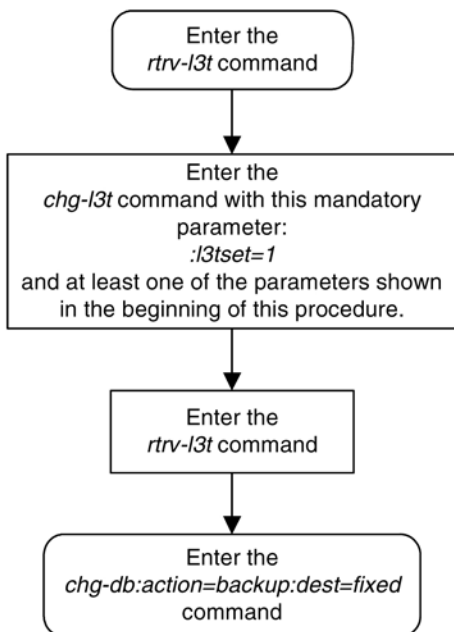 Enter the
rtrv-l3t command
Enter the
chg-l3t command with this mandatory
parameter:
:l3tset=1
and at least one of the parameters shown
in the beginning of this procedure.
Enter the
rtrv-l3t command
Enter the
chg-db:action=backup:dest=fixed
command